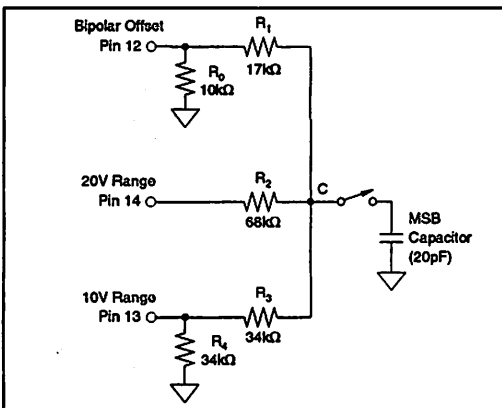 Bipolar Offset
Pin 12
R1
17kΩ
R0
10kΩ
20V Range
Pin 14
R2
68kΩ
C
MSB
Capacitor
(20pF)
10V Range
Pin 13
R3
34kΩ
R4
34kΩ